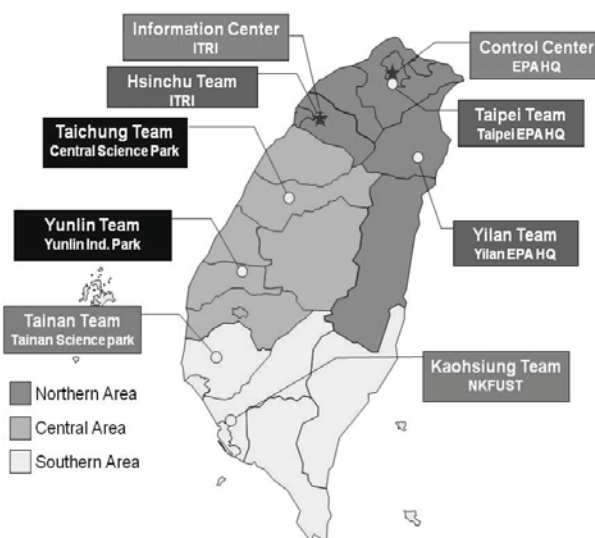 Information Center
ITRI
Control Center
EPA HQ
Hsinchu Team
ITRI
Taipei Team
Taipei EPA HQ
Taichung Team
Central Science Park
Yunlin Team
Yunlin Ind. Park
Yilan Team
Yilan EPA HQ
Tainan Team
Tainan Science park
Kaohsiung Team
NKFUST
Northern Area
Central Area
Southern Area